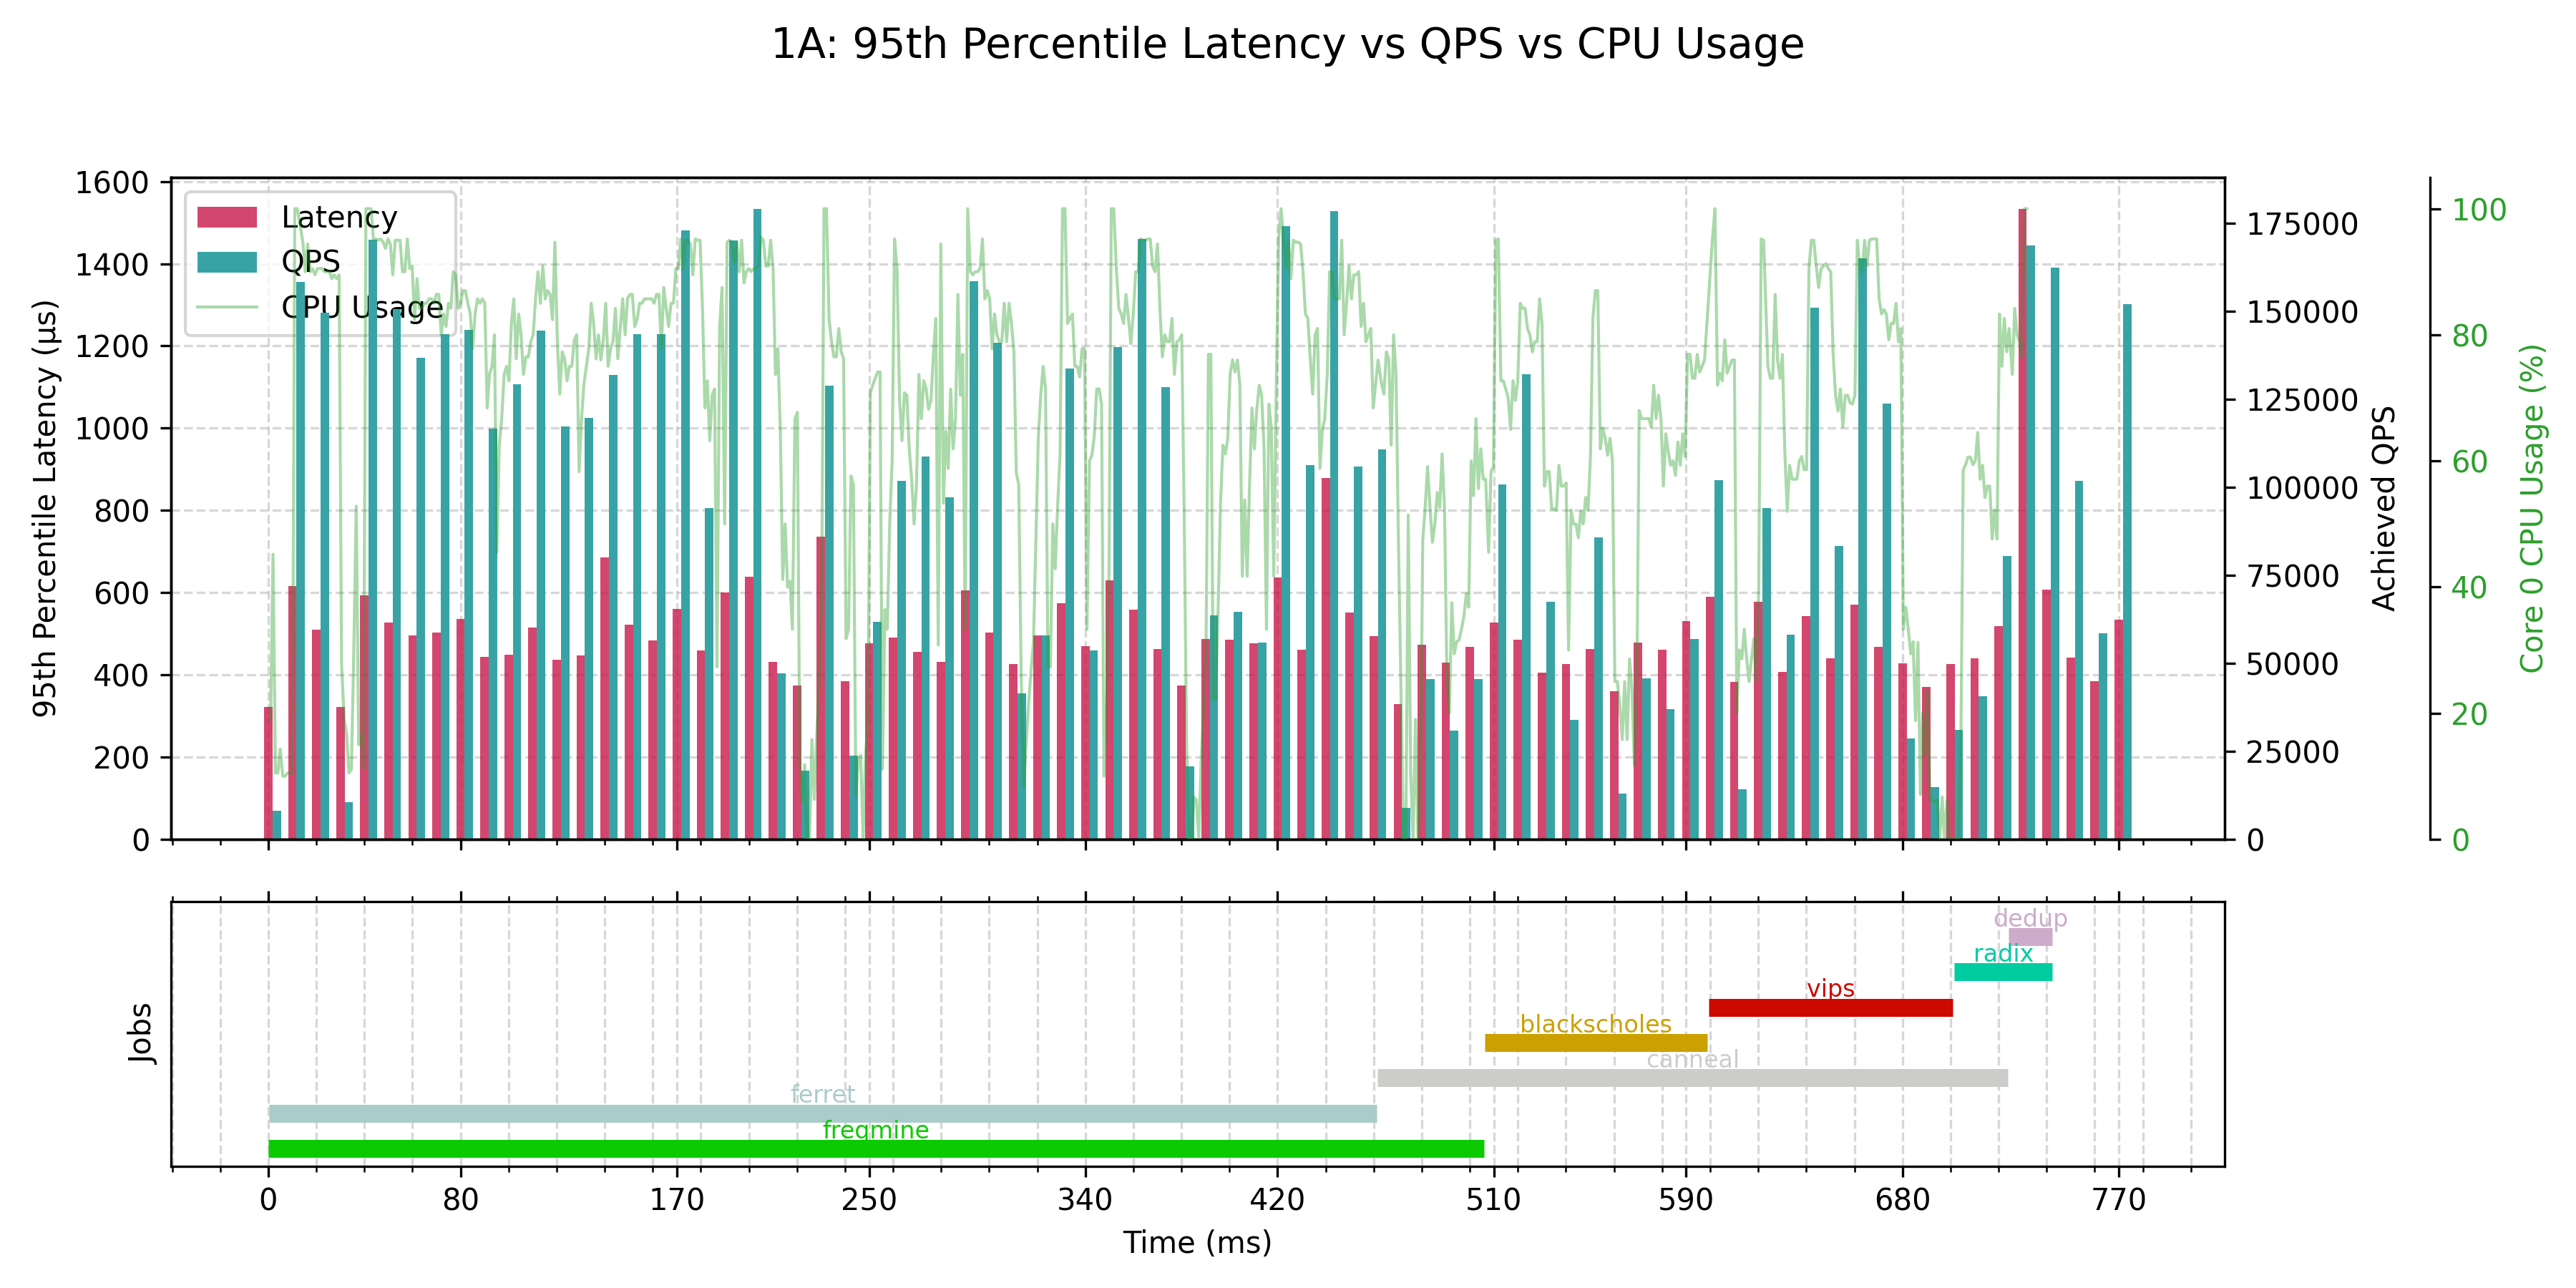 1A: 95th Percentile Latency vs QPS vs CPU Usage
Latency
QPS
CPU Usage
95th Percentile Latency (µs)
1600
1400
1200
1000
800
600
400
200
0
175000
150000
125000
100000
75000
50000
25000
0
Achieved QPS
100
80
60
40
20
0
Core 0 CPU Usage (%)
Jobs
dedup
radix
vips
blackscholes
canneal
ferret
freqmine
0 80 170 250 340 420 510 590 680 770
Time (ms)